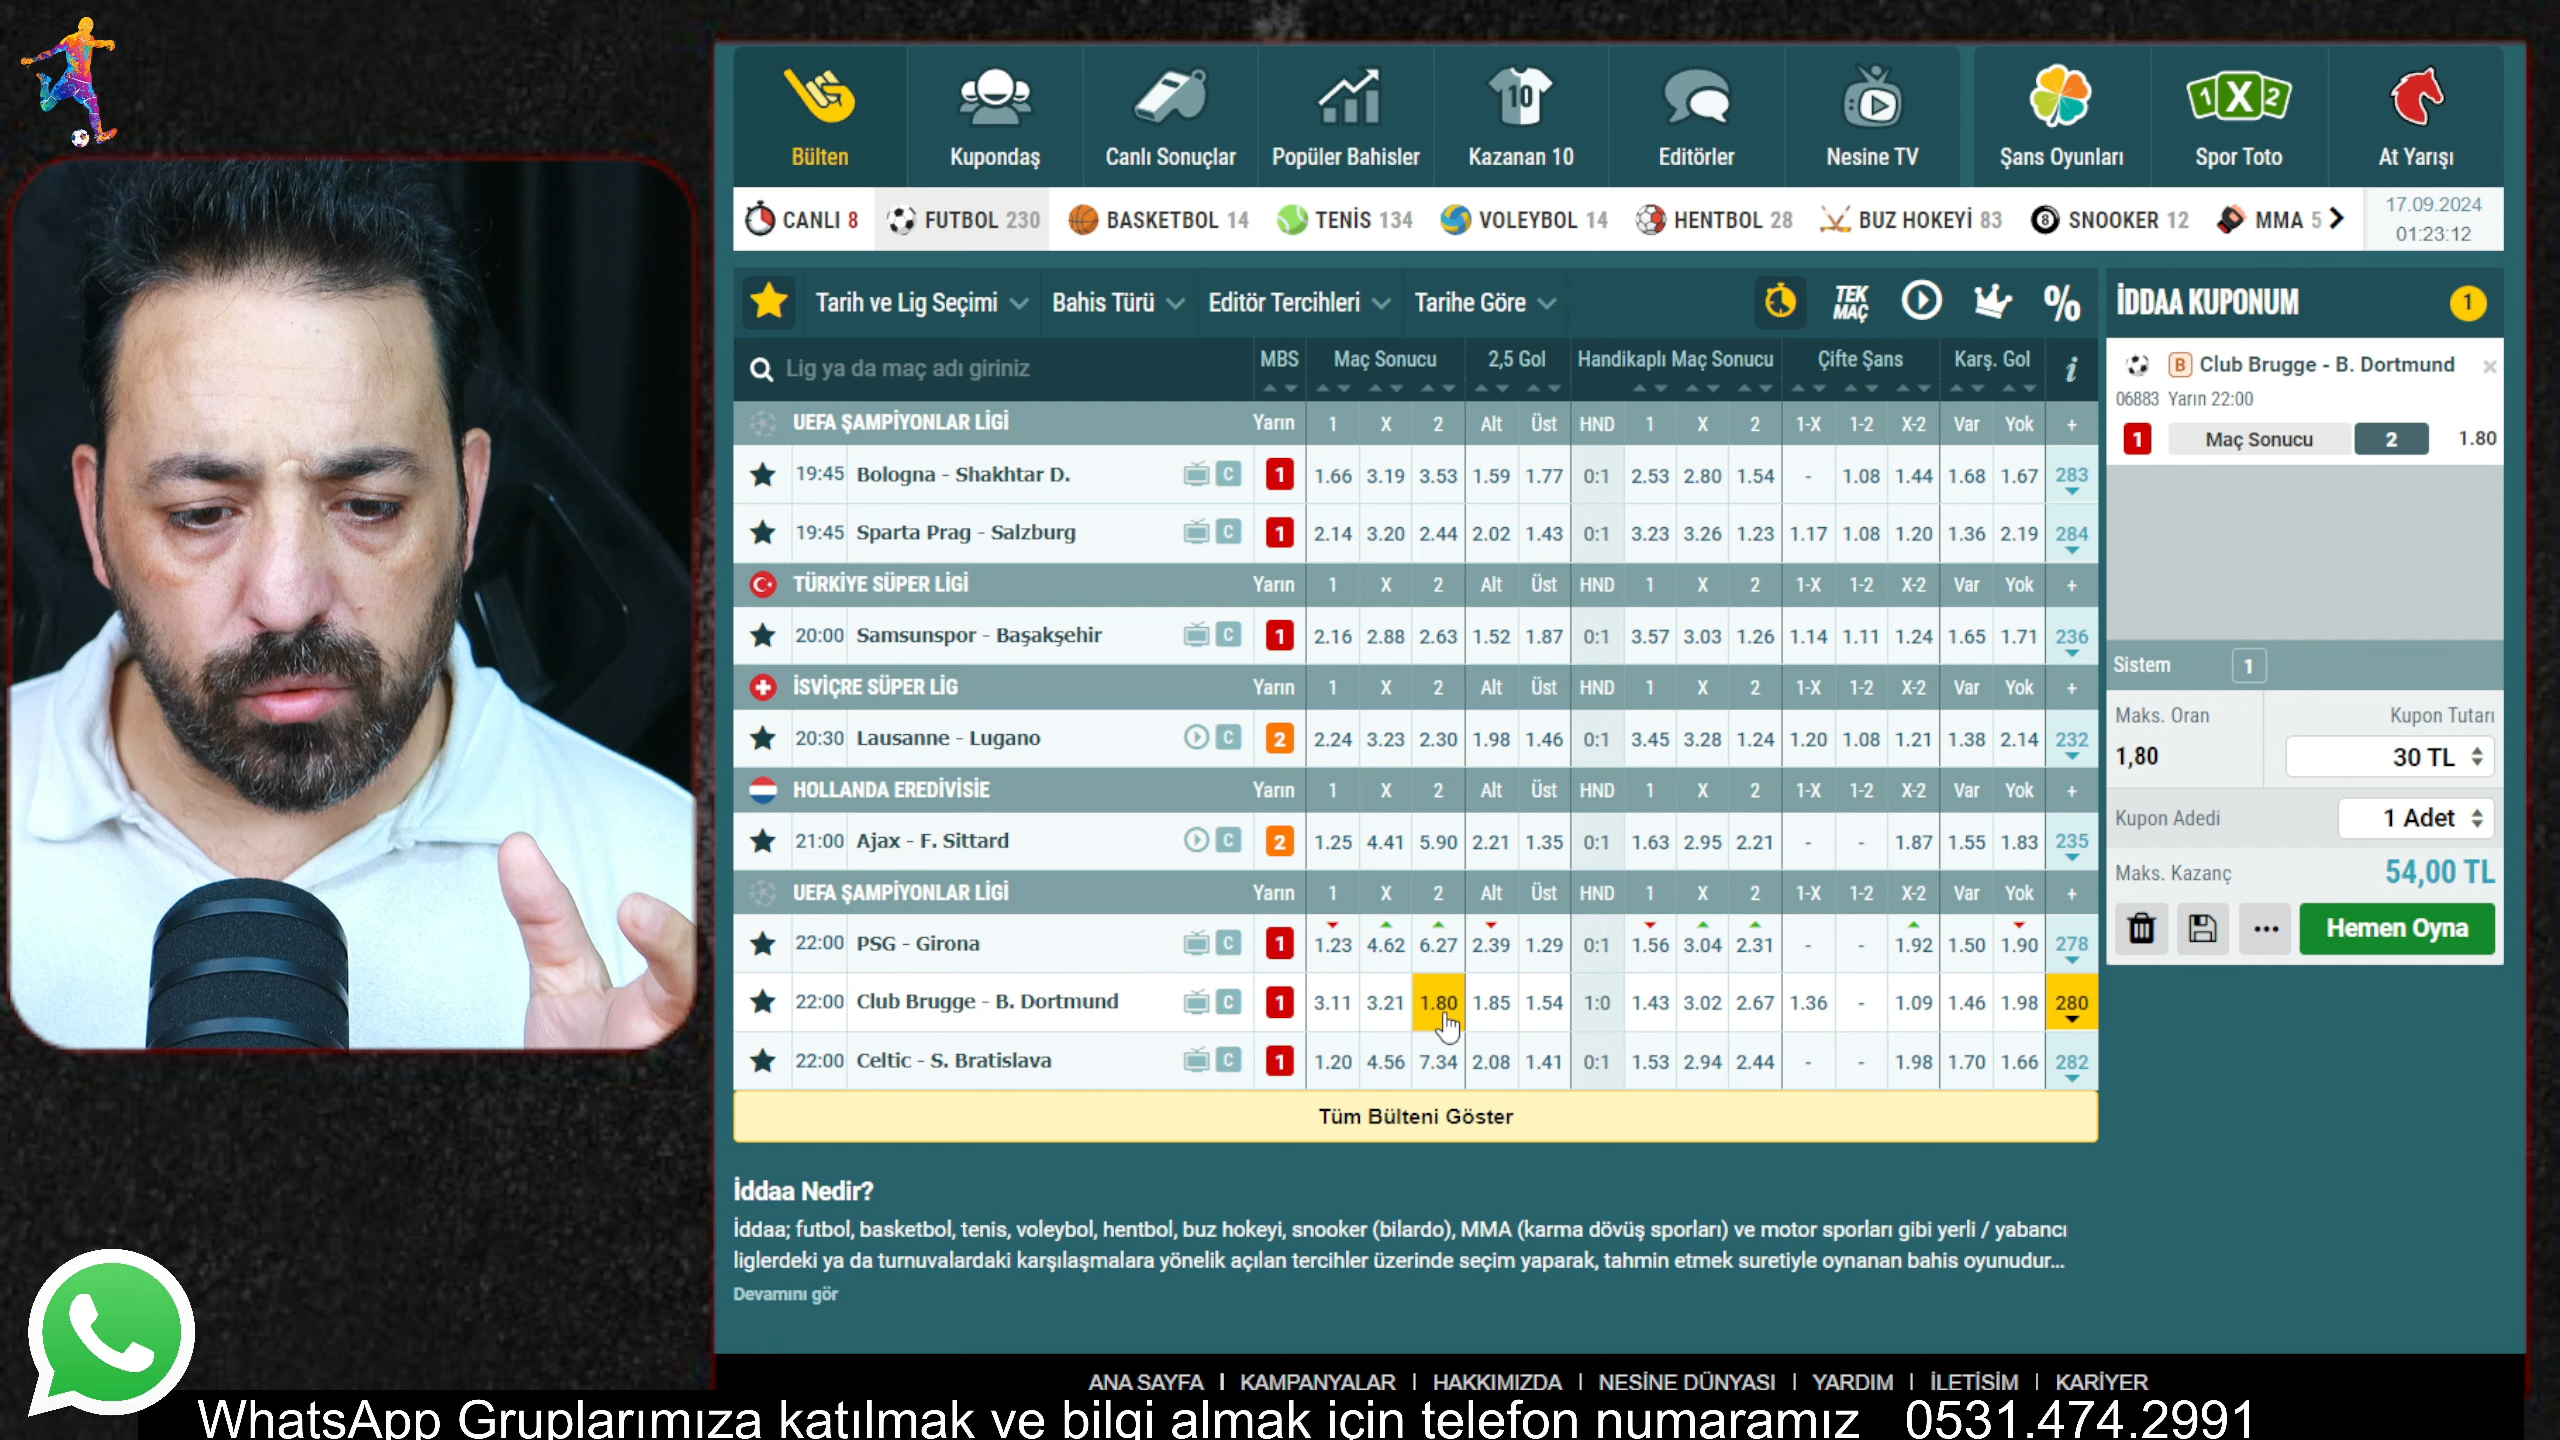 Bülten
Kupondaş
Canlı Sonuçlar
Popüler Bahisler
10
Kazanan 10
Editörler
Nesine TV
Şans Oyunları
1 X 2
Spor Toto
At Yarışı
CANLI 8 FUTBOL 230 BASKETBOL 14 TENİS 134 VOLEYBOL 14 HENTBOL 28 BUZ HOKEYİ 83 8 SNOOKER 12 MMA 5
17.09.2024
01:23:12
Tarih ve Lig Seçimi Bahis Türü Editör Tercihleri Tarihe Göre TEK MAÇ %
Lig ya da maç adı giriniz MBS Maç Sonucu 2,5 Gol Handikaplı Maç Sonucu Çifte Şans Karş. Gol i
UEFA ŞAMPİYONLAR LİGİ Yarın 1 X 2 Alt Üst HND 1 X 2 1-X 1-2 X-2 Var Yok +
19:45 Bologna - Shakhtar D. C 1 1.66 3.19 3.53 1.59 1.77 0:1 2.53 2.80 1.54 - 1.08 1.44 1.68 1.67 283
19:45 Sparta Prag - Salzburg C 1 2.14 3.20 2.44 2.02 1.43 0:1 3.23 3.26 1.23 1.17 1.08 1.20 1.36 2.19 284
TÜRKİYE SÜPER LİGİ Yarın 1 X 2 Alt Üst HND 1 X 2 1-X 1-2 X-2 Var Yok +
20:00 Samsunspor - Başakşehir C 1 2.16 2.88 2.63 1.52 1.87 0:1 3.57 3.03 1.26 1.14 1.11 1.24 1.65 1.71 236
İSVİÇRE SÜPER LİG Yarın 1 X 2 Alt Üst HND 1 X 2 1-X 1-2 X-2 Var Yok +
20:30 Lausanne - Lugano C 2 2.24 3.23 2.30 1.98 1.46 0:1 3.45 3.28 1.24 1.20 1.08 1.21 1.38 2.14 232
HOLLANDA EREDİVİSİE Yarın 1 X 2 Alt Üst HND 1 X 2 1-X 1-2 X-2 Var Yok +
21:00 Ajax - F. Sittard C 2 1.25 4.41 5.90 2.21 1.35 0:1 1.63 2.95 2.21 - - 1.87 1.55 1.83 235
UEFA ŞAMPİYONLAR LİGİ Yarın 1 X 2 Alt Üst HND 1 X 2 1-X 1-2 X-2 Var Yok +
22:00 PSG - Girona C 1 1.23 4.62 6.27 2.39 1.29 0:1 1.56 3.04 2.31 - - 1.92 1.50 1.90 278
22:00 Club Brugge - B. Dortmund C 1 3.11 3.21 1.80 1.85 1.54 1:0 1.43 3.02 2.67 1.36 - 1.09 1.46 1.98 280
22:00 Celtic - S. Bratislava C 1 1.20 4.56 7.34 2.08 1.41 0:1 1.53 2.94 2.44 - - 1.98 1.70 1.66 282
Tüm Bülteni Göster
İDDAA KUPONUM 1
B Club Brugge - B. Dortmund
06883 Yarın 22:00
1 Maç Sonucu 2 1.80
Sistem 1
Maks. Oran Kupon Tutarı
1,80 30 TL
Kupon Adedi 1 Adet
Maks. Kazanç 54,00 TL
... Hemen Oyna
İddaa Nedir?
İddaa; futbol, basketbol, tenis, voleybol, hentbol, buz hokeyi, snooker (bilardo), MMA (karma dövüş sporları) ve motor sporları gibi yerli / yabancı
liglerdeki ya da turnuvalardaki karşılaşmalara yönelik açılan tercihler üzerinde seçim yaparak, tahmin etmek suretiyle oynanan bahis oyunudur...
Devamını gör
ANA SAYFA | KAMPANYALAR | HAKKIMIZDA | NESİNE DÜNYASI | YARDIM | İLETİSİM | KARİYER
WhatsApp Gruplarımıza katılmak ve bilgi almak için telefon numaramız 0531.474.2991